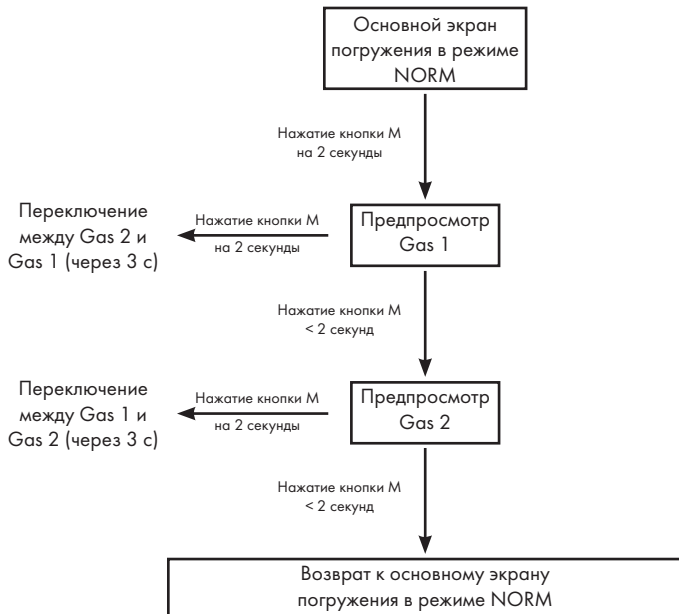 Основной экран
погружения в режиме
NORM
Нажатие кнопки M
на 2 секунды
Переключение
между Gas 2 и
Gas 1 (через 3 с)
Нажатие кнопки M
на 2 секунды
Предпросмотр
Gas 1
Нажатие кнопки M
< 2 секунд
Переключение
между Gas 1 и
Gas 2 (через 3 с)
Нажатие кнопки M
на 2 секунды
Предпросмотр
Gas 2
Нажатие кнопки M
< 2 секунд
Возврат к основному экрану
погружения в режиме NORM